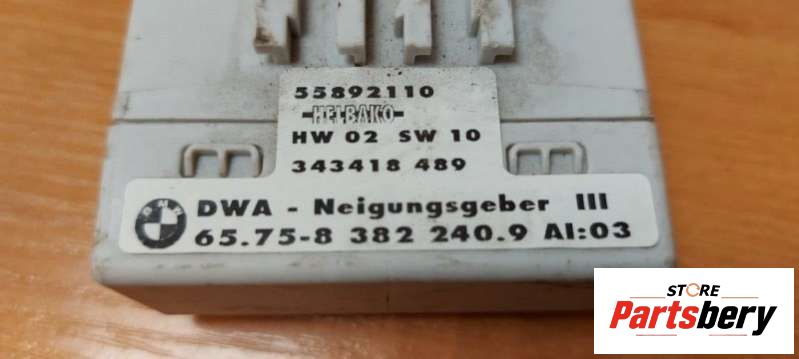 55892110
HELBAKO
HW 02 SW 10
343418 489
BMW
DWA - Neigungsgeber III
65.75-8 382 240.9 AI:03
STORE
Partsbery